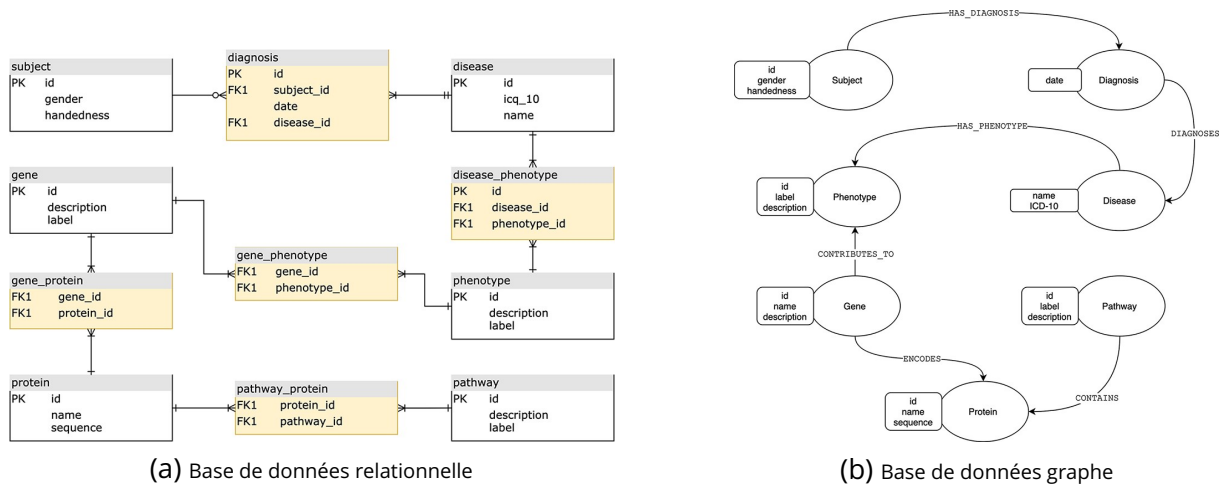 subject
PK id
gender
handedness
diagnosis
PK id
FK1 subject_id
date
FK1 disease_id
disease
PK id
icq_10
name
gene
PK id
description
label
disease_phenotype
PK id
FK1 disease_id
FK1 phenotype_id
gene_protein
FK1 gene_id
FK1 protein_id
gene_phenotype
FK1 gene_id
FK1 phenotype_id
phenotype
PK id
description
label
protein
PK id
name
sequence
pathway_protein
FK1 protein_id
FK1 pathway_id
pathway
PK id
description
label
(a) Base de données relationnelle
HAS_DIAGNOSIS
id
gender
handedness
Subject
date
Diagnosis
DIAGNOSES
HAS_PHENOTYPE
id
label
description
Phenotype
name
ICD-10
Disease
CONTRIBUTES_TO
id
name
description
Gene
id
label
description
Pathway
ENCODES
CONTAINS
id
name
sequence
Protein
(b) Base de données graphe